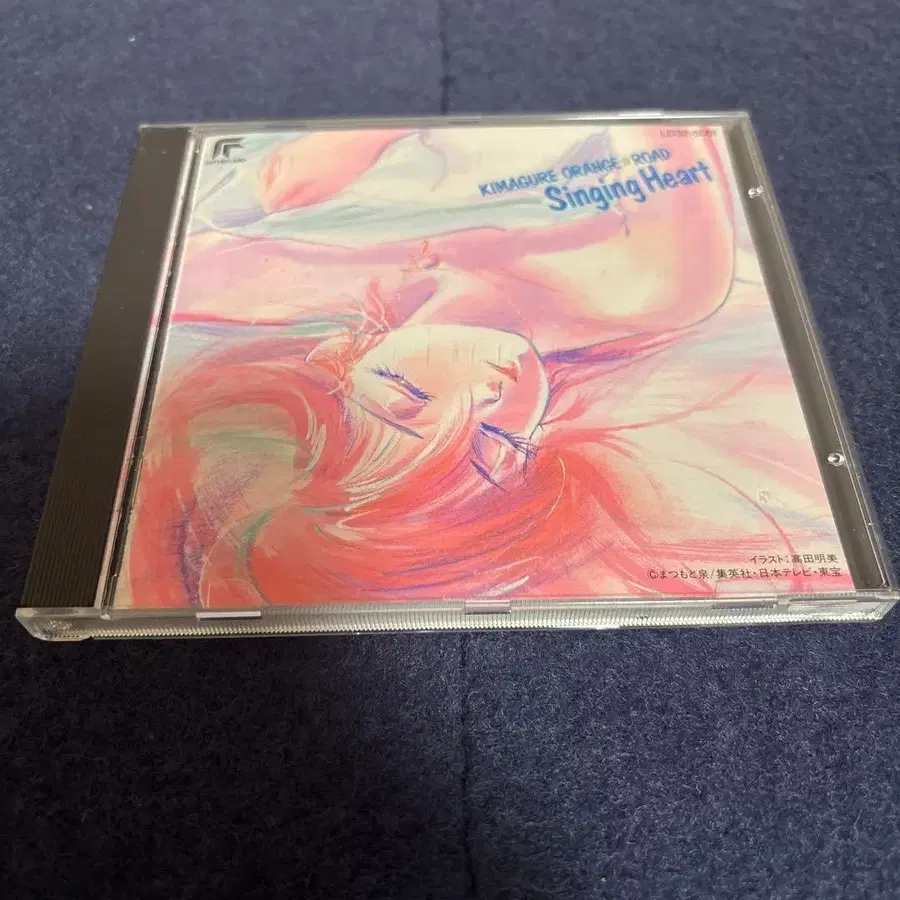 KIMAGURE ORANGE☆ROAD
Singing Heart
イラスト:高田明美
©まつもと泉/集英社・日本テレビ・東宝